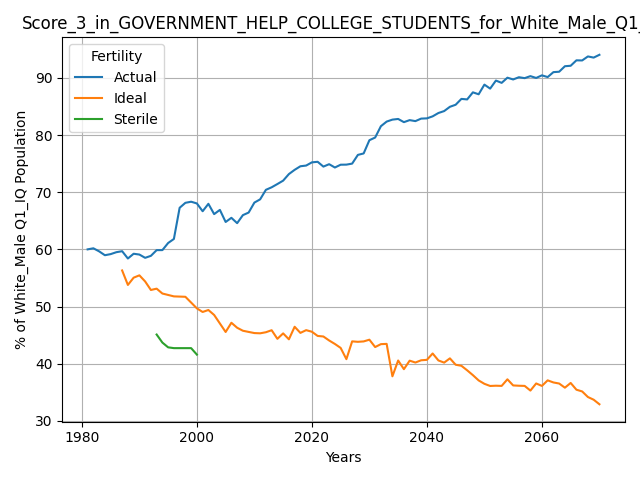 Score_3_in_GOVERNMENT_HELP_COLLEGE_STUDENTS_for_White_Male_Q1_
Fertility
Actual
Ideal
Sterile
% of White_Male Q1_IQ Population
90
80
70
60
50
40
30
1980
2000
2020
2040
2060
Years